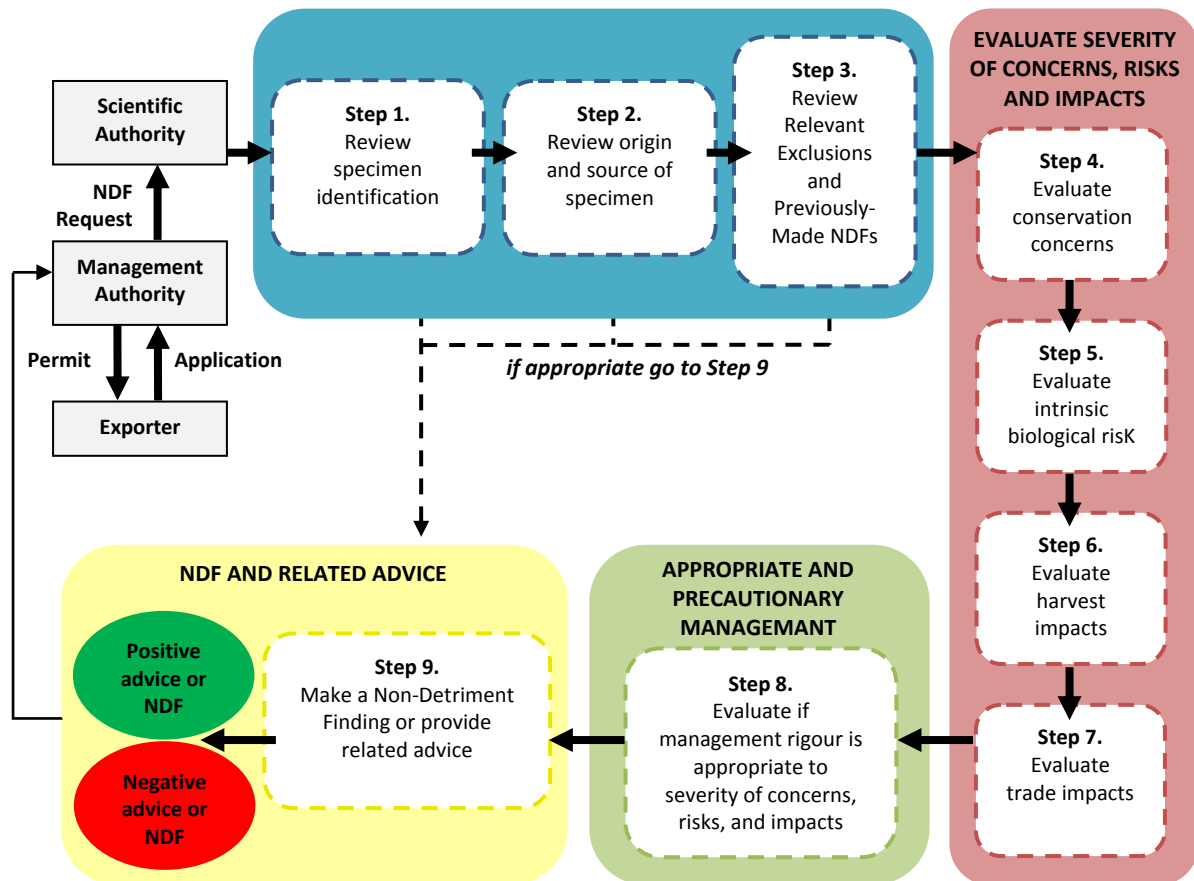 Scientific
Authority
NDF
Request
Management
Authority
Permit
Application
Exporter
Step 1.
Review
specimen
identification
Step 2.
Review origin
and source of
specimen
Step 3.
Review
Relevant
Exclusions
and
Previously-
Made NDFs
if appropriate go to Step 9
EVALUATE SEVERITY
OF CONCERNS, RISKS
AND IMPACTS
Step 4.
Evaluate
conservation
concerns
Step 5.
Evaluate
intrinsic
biological risK
Step 6.
Evaluate
harvest
impacts
Step 7.
Evaluate
trade impacts
APPROPRIATE AND
PRECAUTIONARY
MANAGEMANT
Step 8.
Evaluate if
management rigour is
appropriate to
severity of concerns,
risks, and impacts
NDF AND RELATED ADVICE
Step 9.
Make a Non-Detriment
Finding or provide
related advice
Positive
advice or
NDF
Negative
advice or
NDF